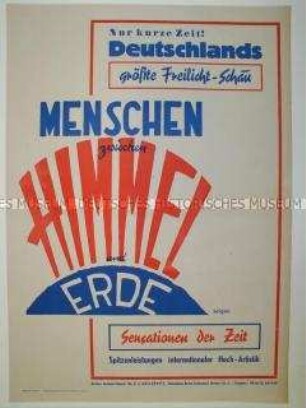 Nur kurze Zeit!
Deutschlands
größte Freilicht-Schau
MENSCHEN
zwischen
HIMMEL
und
ERDE
zeigen
Sensationen der Zeit
Spitzenleistungen internationaler Hoch-Artistik